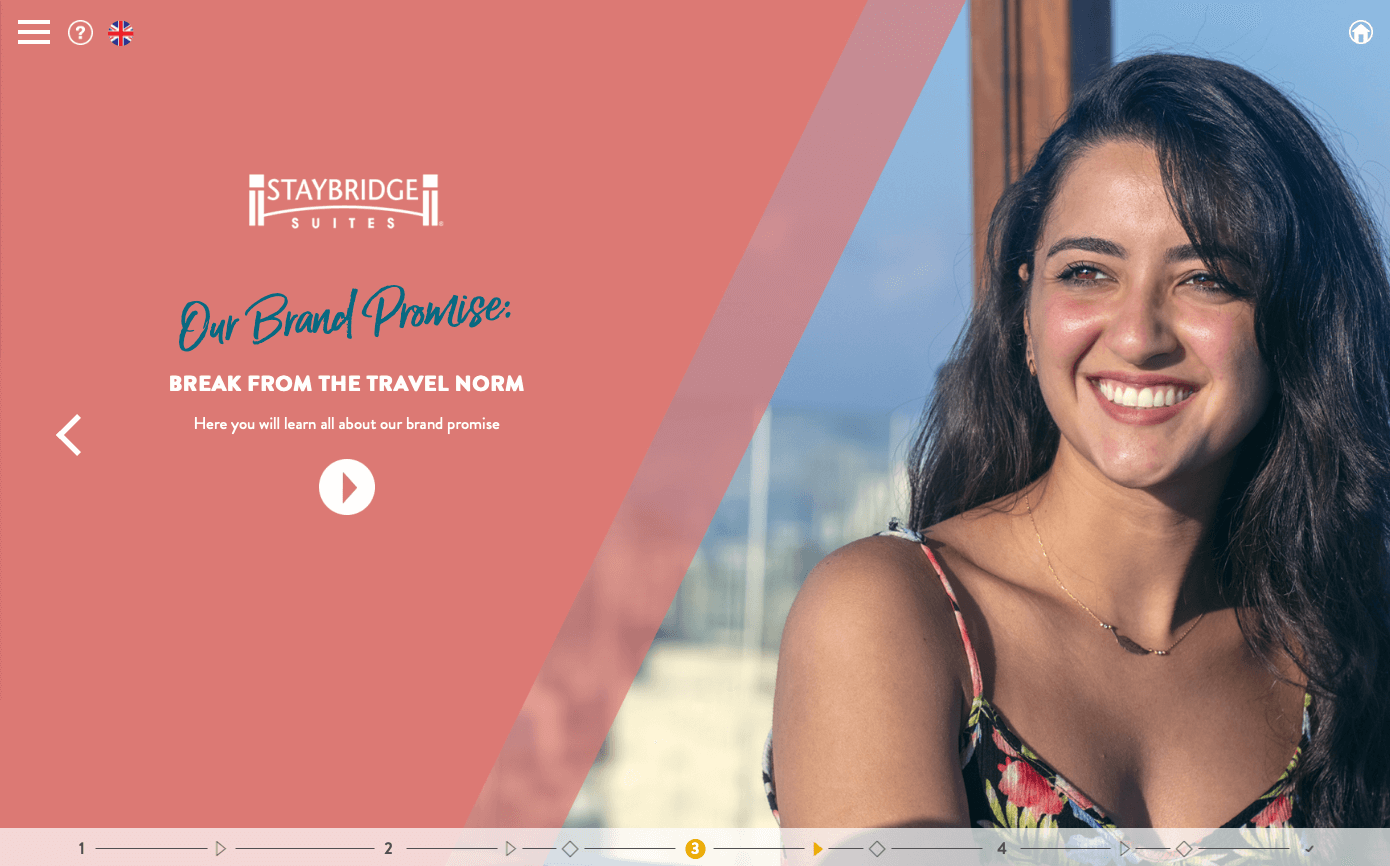 ?
STAYBRIDGE
SUITES
Our Brand Promise:
BREAK FROM THE TRAVEL NORM
Here you will learn all about our brand promise
1 2 3 4